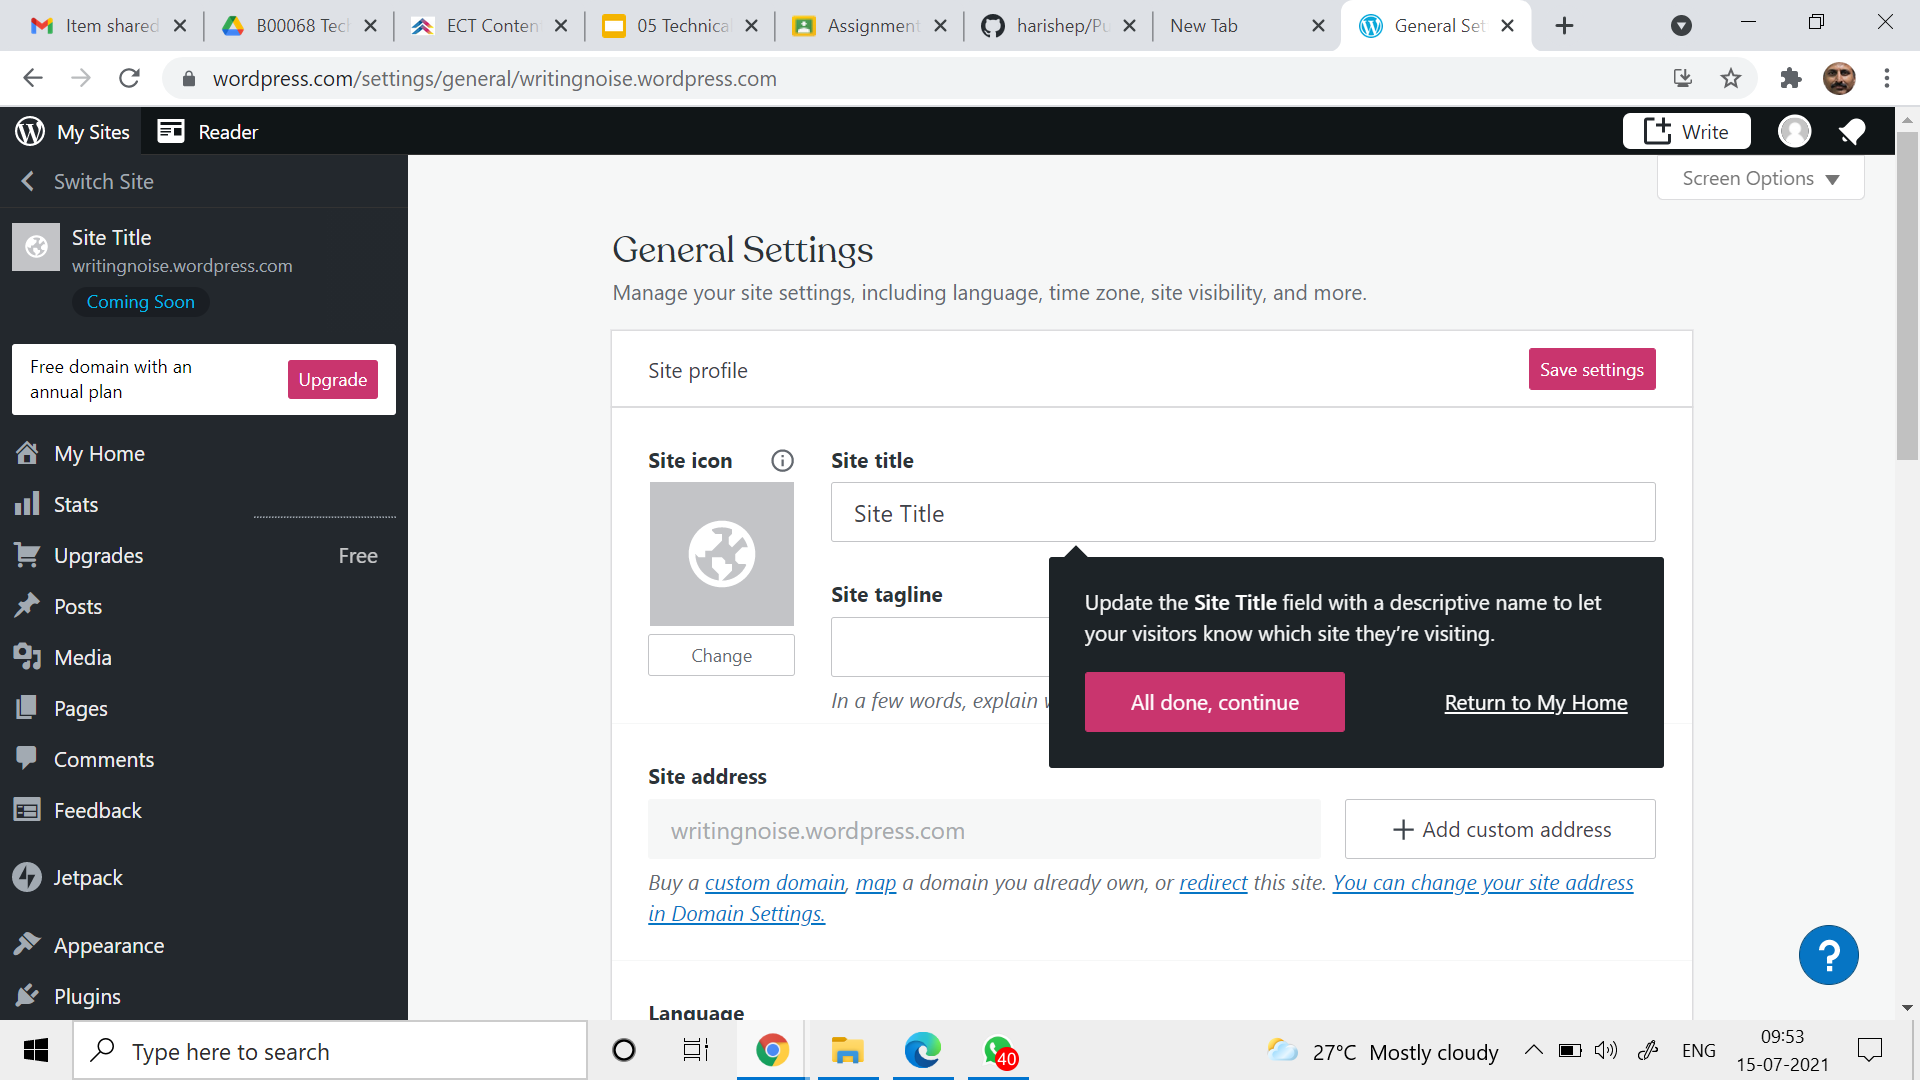 Item shared
B00068 Tech
ECT Conten
05 Technical
Assignment
harishep/Pu
New Tab
General Set
wordpress.com/settings/general/writingnoise.wordpress.com
My Sites
Reader
Write
Switch Site
Screen Options
Site Title
writingnoise.wordpress.com
Coming Soon
Free domain with an
annual plan
Upgrade
My Home
Stats
Upgrades
Free
Posts
Media
Pages
Comments
Feedback
Jetpack
Appearance
Plugins
General Settings
Manage your site settings, including language, time zone, site visibility, and more.
Site profile
Save settings
Site icon
Change
Site title
Site Title
Site tagline
In a few words, explain
Update the Site Title field with a descriptive name to let
your visitors know which site they’re visiting.
All done, continue
Return to My Home
Site address
writingnoise.wordpress.com
Add custom address
Buy a custom domain, map a domain you already own, or redirect this site. You can change your site address
in Domain Settings.
Language
?
Type here to search
40
27°C Mostly cloudy
ENG
09:53
15-07-2021